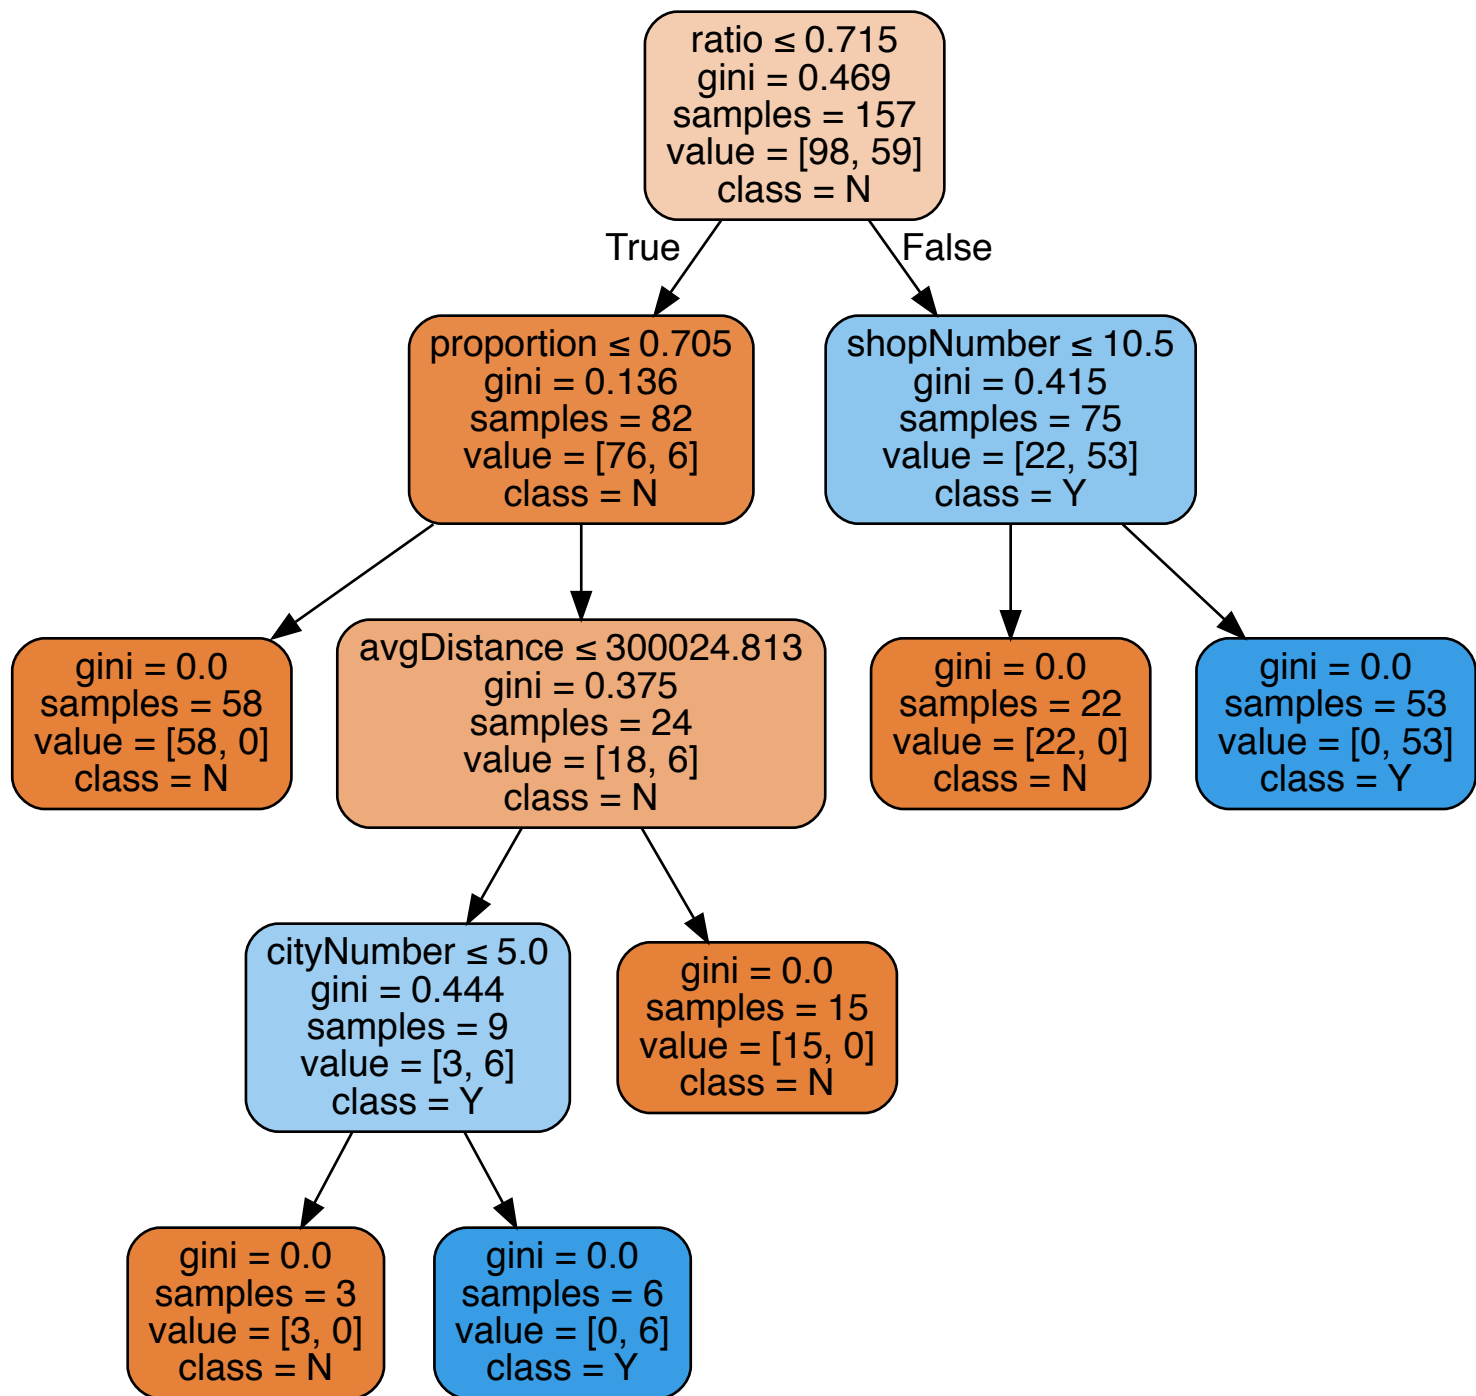 ratio ≤ 0.715
gini = 0.469
samples = 157
value = [98, 59]
class = N
True
False
proportion ≤ 0.705
gini = 0.136
samples = 82
value = [76, 6]
class = N
shopNumber ≤ 10.5
gini = 0.415
samples = 75
value = [22, 53]
class = Y
gini = 0.0
samples = 58
value = [58, 0]
class = N
avgDistance ≤ 300024.813
gini = 0.375
samples = 24
value = [18, 6]
class = N
gini = 0.0
samples = 22
value = [22, 0]
class = N
gini = 0.0
samples = 53
value = [0, 53]
class = Y
cityNumber ≤ 5.0
gini = 0.444
samples = 9
value = [3, 6]
class = Y
gini = 0.0
samples = 15
value = [15, 0]
class = N
gini = 0.0
samples = 3
value = [3, 0]
class = N
gini = 0.0
samples = 6
value = [0, 6]
class = Y